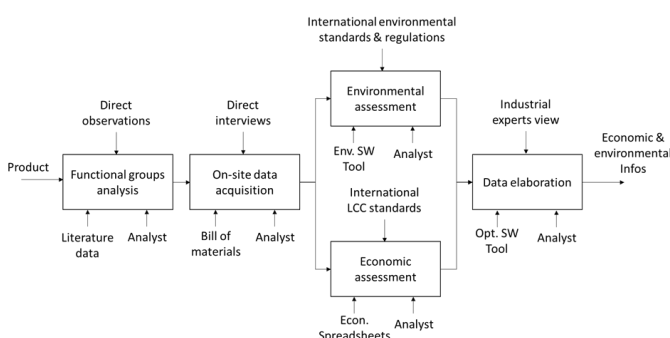 International environmental
standards & regulations
Direct
observations
Direct
interviews
Environmental
assessment
Industrial
experts view
Product
Functional groups
analysis
On-site data
acquisition
Env. SW
Tool
Analyst
International
LCC standards
Data elaboration
Economic &
environmental
Infos
Literature
data
Analyst
Bill of
materials
Analyst
Economic
assessment
Opt. SW
Tool
Analyst
Econ.
Spreadsheets
Analyst